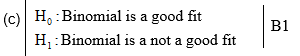 (c) H₀ : Binomial is a good fit B1
H₁ : Binomial is a not a good fit